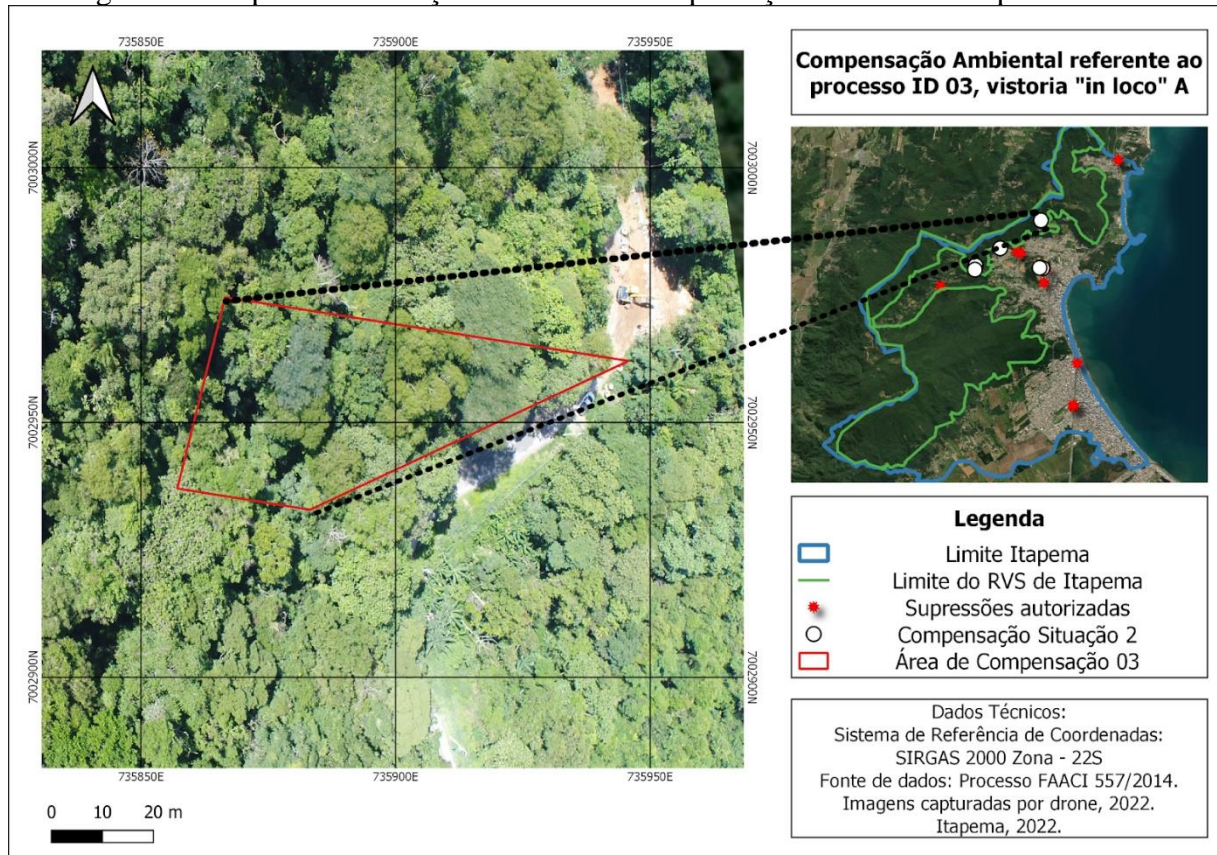 735850E 735900E 735950E
7003000N 7003000N
7002950N 7002950N
7002900N 7002900N
735850E 735900E 735950E
0 10 20 m
Compensação Ambiental referente ao
processo ID 03, vistoria "in loco" A
Legenda
Limite Itapema
Limite do RVS de Itapema
Supressões autorizadas
Compensação Situação 2
Área de Compensação 03
Dados Técnicos:
Sistema de Referência de Coordenadas:
SIRGAS 2000 Zona - 22S
Fonte de dados: Processo FAACI 557/2014.
Imagens capturadas por drone, 2022.
Itapema, 2022.